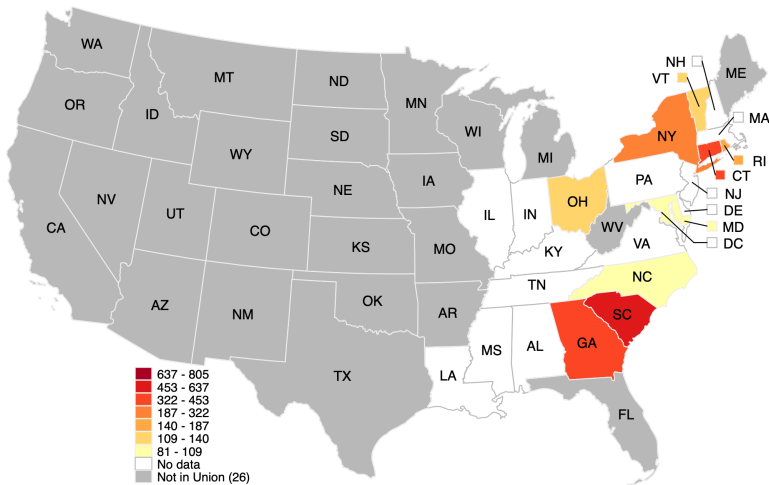 WA
MT
ND
MN
OR
ID
SD
WI
MI
WY
NE
IA
NV
UT
CO
KS
MO
CA
AZ
NM
OK
AR
TX
LA
MS
AL
GA
SC
NC
TN
KY
VA
WV
OH
IN
IL
PA
NY
NH
VT
ME
MA
RI
CT
NJ
DE
MD
DC
FL
637 - 805
453 - 637
322 - 453
187 - 322
140 - 187
109 - 140
81 - 109
No data
Not in Union (26)